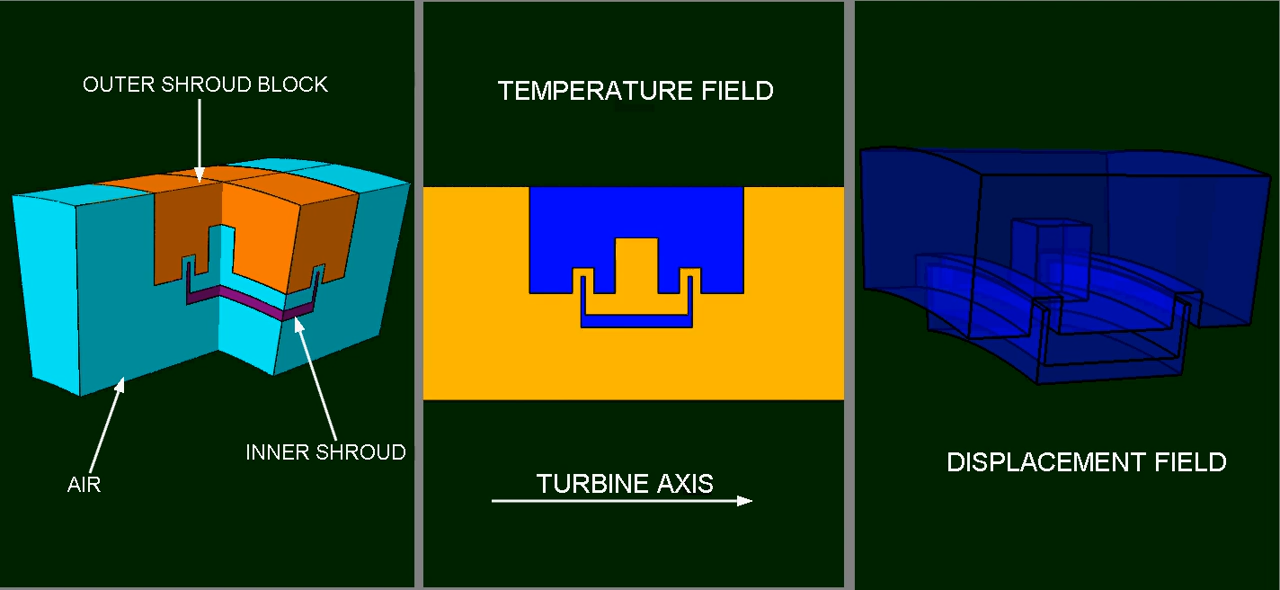 OUTER SHROUD BLOCK
INNER SHROUD
AIR
TEMPERATURE FIELD
TURBINE AXIS
DISPLACEMENT FIELD